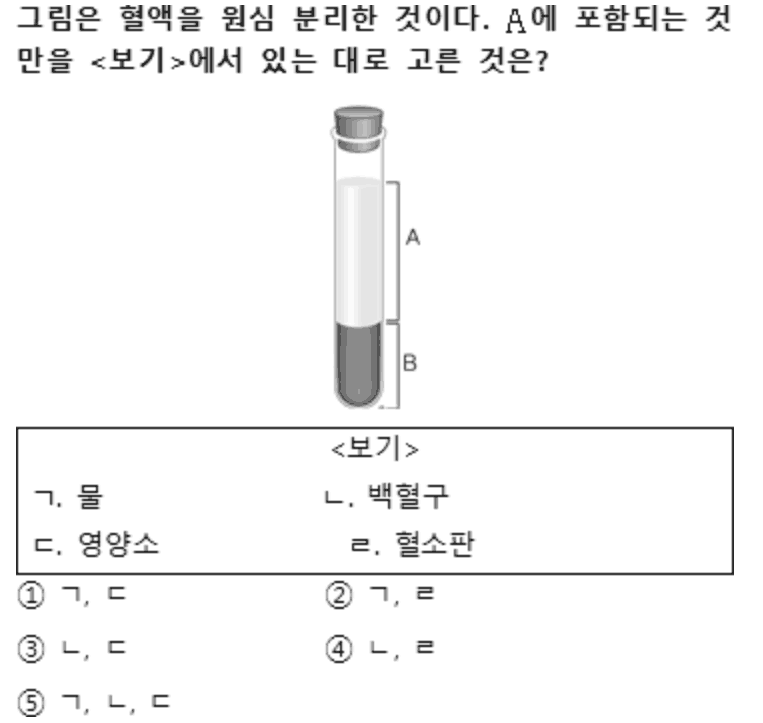 그림은 혈액을 원심 분리한 것이다. A에 포함되는 것
만을 <보기>에서 있는 대로 고른 것은?
A
B
<보기>
ㄱ. 물 ㄴ. 백혈구
ㄷ. 영양소 ㄹ. 혈소판
① ㄱ, ㄷ ② ㄱ, ㄹ
③ ㄴ, ㄷ ④ ㄴ, ㄹ
⑤ ㄱ, ㄴ, ㄷ